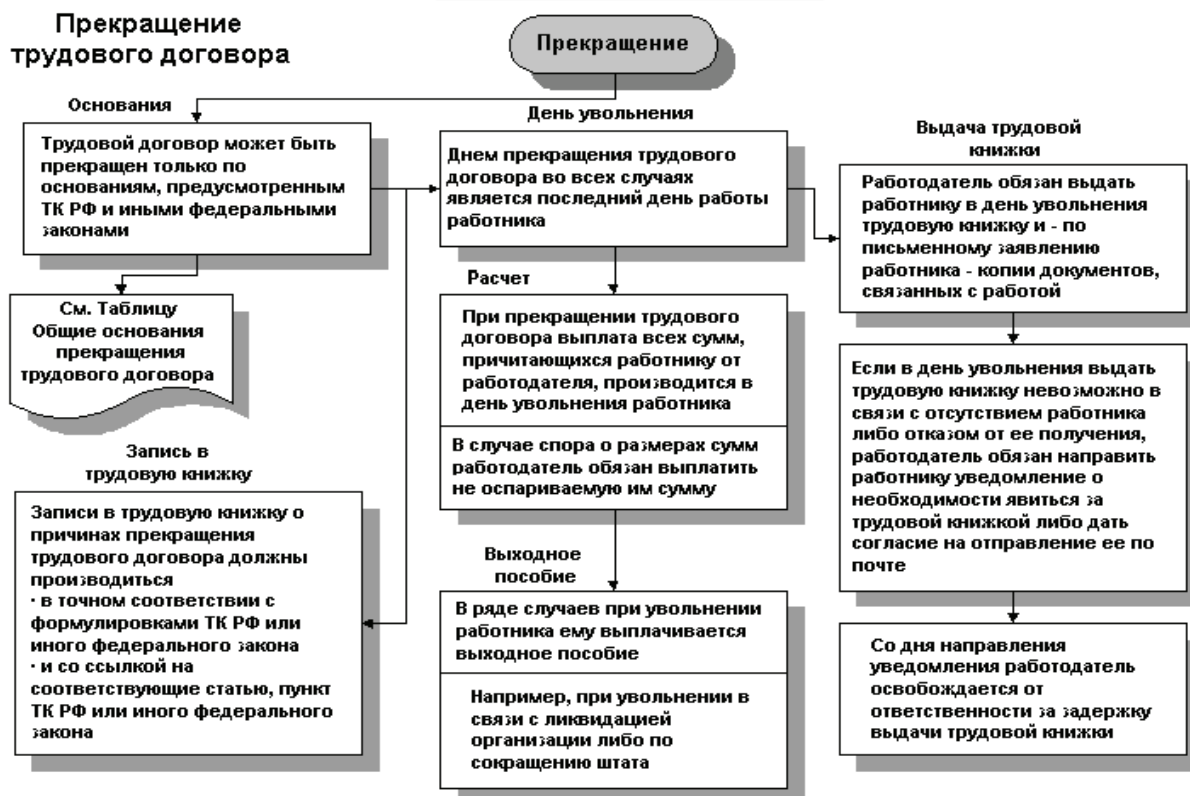 Прекращение
трудового договора
Прекращение
Основания
Трудовой договор может быть
прекращен только по
основаниям, предусмотренным
ТК РФ и иными федеральными
законами
См. Таблицу
Общие основания
прекращения
трудового договора
Запись в
трудовую книжку
Записи в трудовую книжку о
причинах прекращения
трудового договора должны
производиться
· в точном соответствии с
формулировками ТК РФ или
иного федерального закона
· и со ссылкой на
соответствующие статью, пункт
ТК РФ или иного федерального
закона
День увольнения
Днем прекращения трудового
договора во всех случаях
является последний день работы
работника
Расчет
При прекращении трудового
договора выплата всех сумм,
причитающихся работнику от
работодателя, производится в
день увольнения работника
В случае спора о размерах сумм
работодатель обязан выплатить
не оспариваемую им сумму
Выходное
пособие
В ряде случаев при увольнении
работника ему выплачивается
выходное пособие
Например, при увольнении в
связи с ликвидацией
организации либо по
сокращению штата
Выдача трудовой
книжки
Работодатель обязан выдать
работнику в день увольнения
трудовую книжку и - по
письменному заявлению
работника - копии документов,
связанных с работой
Если в день увольнения выдать
трудовую книжку невозможно в
связи с отсутствием работника
либо отказом от ее получения,
работодатель обязан направить
работнику уведомление о
необходимости явиться за
трудовой книжкой либо дать
согласие на отправление ее по
почте
Со дня направления
уведомления работодатель
освобождается от
ответственности за задержку
выдачи трудовой книжки